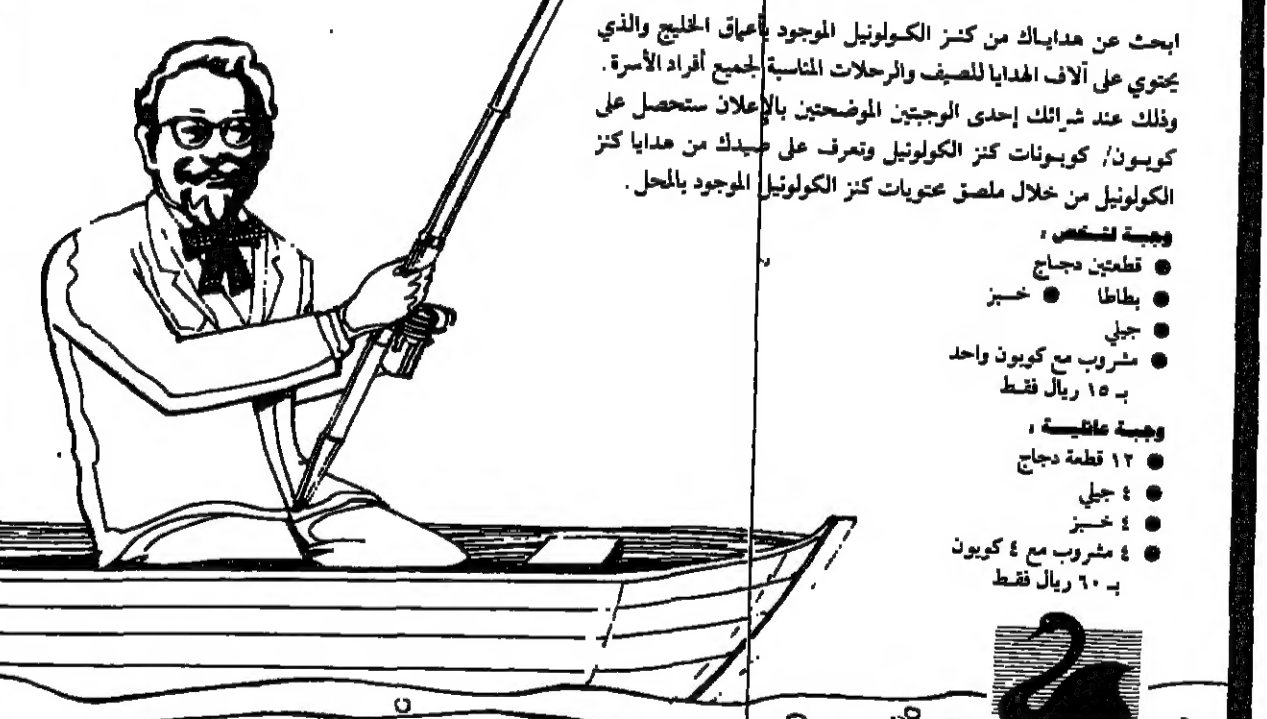 ابحث عن هداياك من كنز الكولونيل الموجود بأعماق الخليج والذي
يحتوي على آلاف الهدايا للصيف والرحلات المناسبة لجميع أفراد الأسرة .
وذلك عند شرائك إحدى الوجبتين الموضحتين بالإعلان ستحصل على
كوبون/ كوبونات كنز الكولونيل وتعرف على صيدك من هدايا كنز
الكولونيل من خلال ملصق محتويات كنز الكولونيل الموجود بالمحل .
وجبة لشخص :
● قطعتين دجاج
● بطاطا ● خبز
● جيلي
● مشروب مع كوبون واحد
بـ ١٥ ريال فقط
وجبة عائلية :
● ١٢ قطعة دجاج
● ٤ جيلي
● ٤ خبز
● ٤ مشروب مع ٤ كوبون
بـ ٦٠ ريال فقط